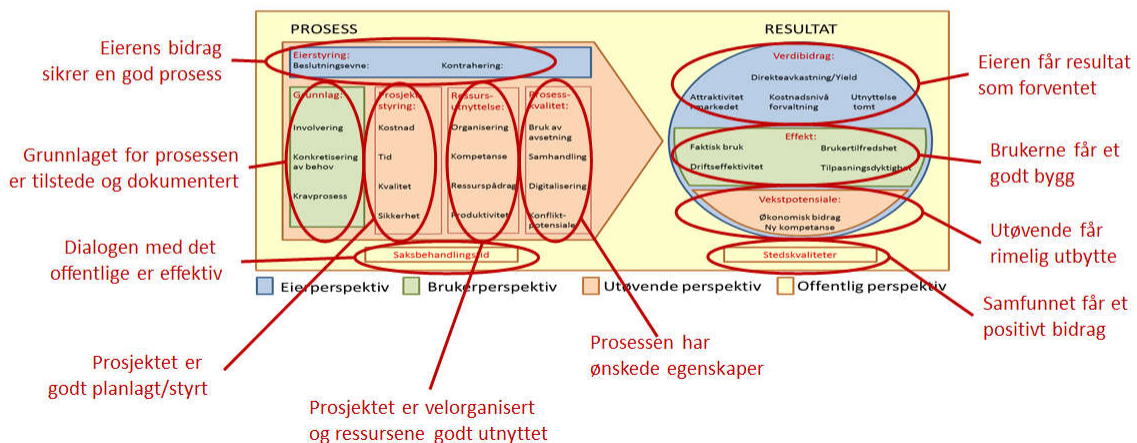 PROSESS
RESULTAT
Eierens bidrag
sikrer en god prosess
Eierstyring:
Beslutningsevne:
Kontrahering:
Verdibidrag:
Direkteavkastning/Yield
Attraktivitet
i markedet
Kostnadsnivå
forvaltning
Utnyttelse
tomt
Eieren får resultat
som forventet
Grunnlag:
Involvering
Konkretisering
av behov
Kravprosess
Prosjekt
styring:
Kostnad
Tid
Kvalitet
Sikkerhet
Ressurs-
utnyttelse:
Organisering
Kompetanse
Ressurspådrag
Produktivitet
Prosess-
kvalitet:
Bruk av
avsetning
Samhandling
Digitalisering
Konflikt-
potensiale
Effekt:
Faktisk bruk
Brukertilfredshet
Driftseffektivitet
Tilpasningsdyktighet
Brukerne får et
godt bygg
Grunnlaget for prosessen
er tilstede og dokumentert
Vekstpotensiale:
Økonomisk bidrag
Ny kompetanse
Utøvende får
rimelig utbytte
Dialogen med det
offentlige er effektiv
Saksbehandlingstid
Stedskvaliteter
Eierperspektiv
Brukerperspektiv
Utøvende perspektiv
Offentlig perspektiv
Samfunnet får et
positivt bidrag
Prosessen har
ønskede egenskaper
Prosjektet er
godt planlagt/styrt
Prosjektet er velorganisert
og ressursene godt utnyttet